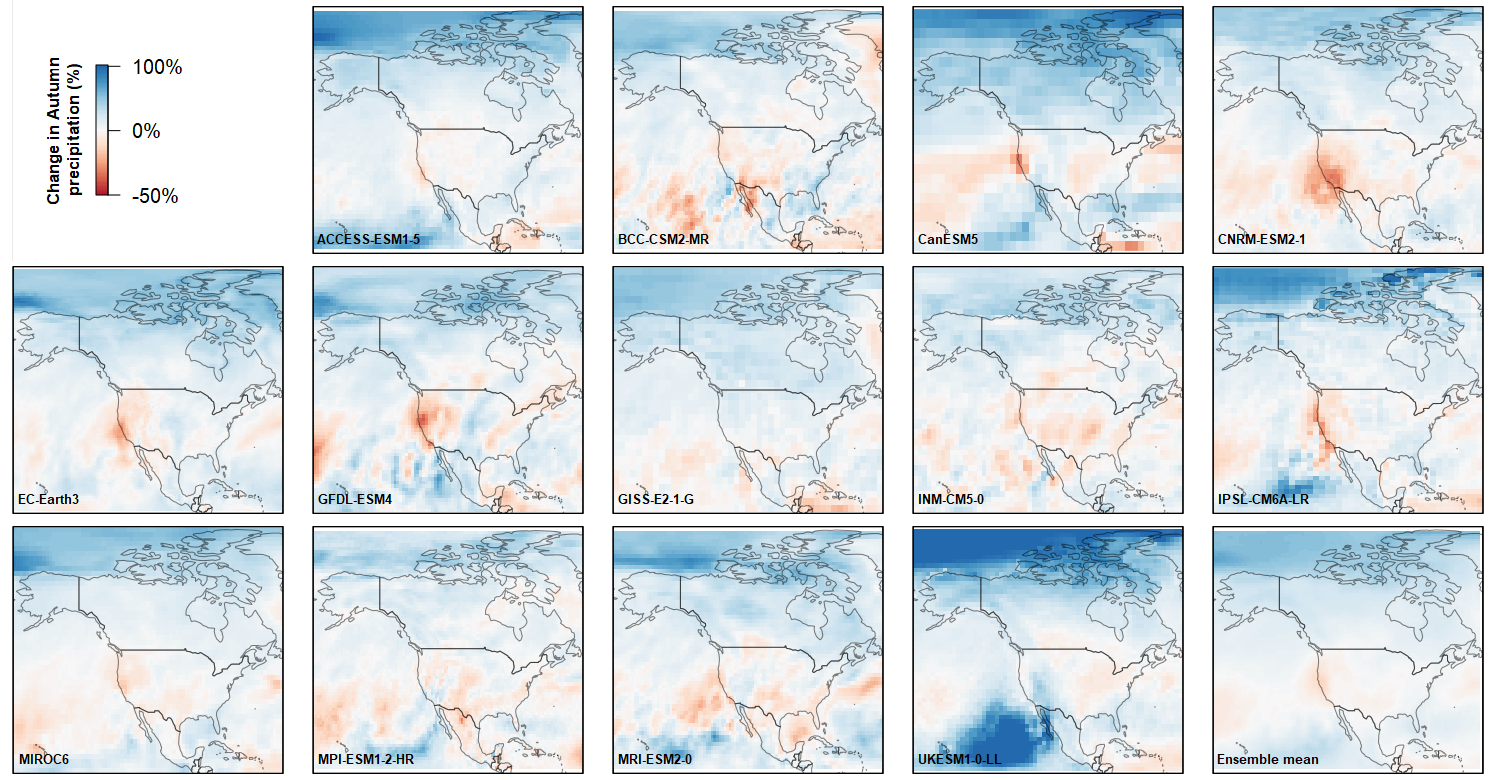 Change in Autumn
precipitation (%)
100%
0%
-50%
ACCESS-ESM1-5
BCC-CSM2-MR
CanESM5
CNRM-ESM2-1
EC-Earth3
GFDL-ESM4
GISS-E2-1-G
INM-CM5-0
IPSL-CM6A-LR
MIROC6
MPI-ESM1-2-HR
MRI-ESM2-0
UKESM1-0-LL
Ensemble mean